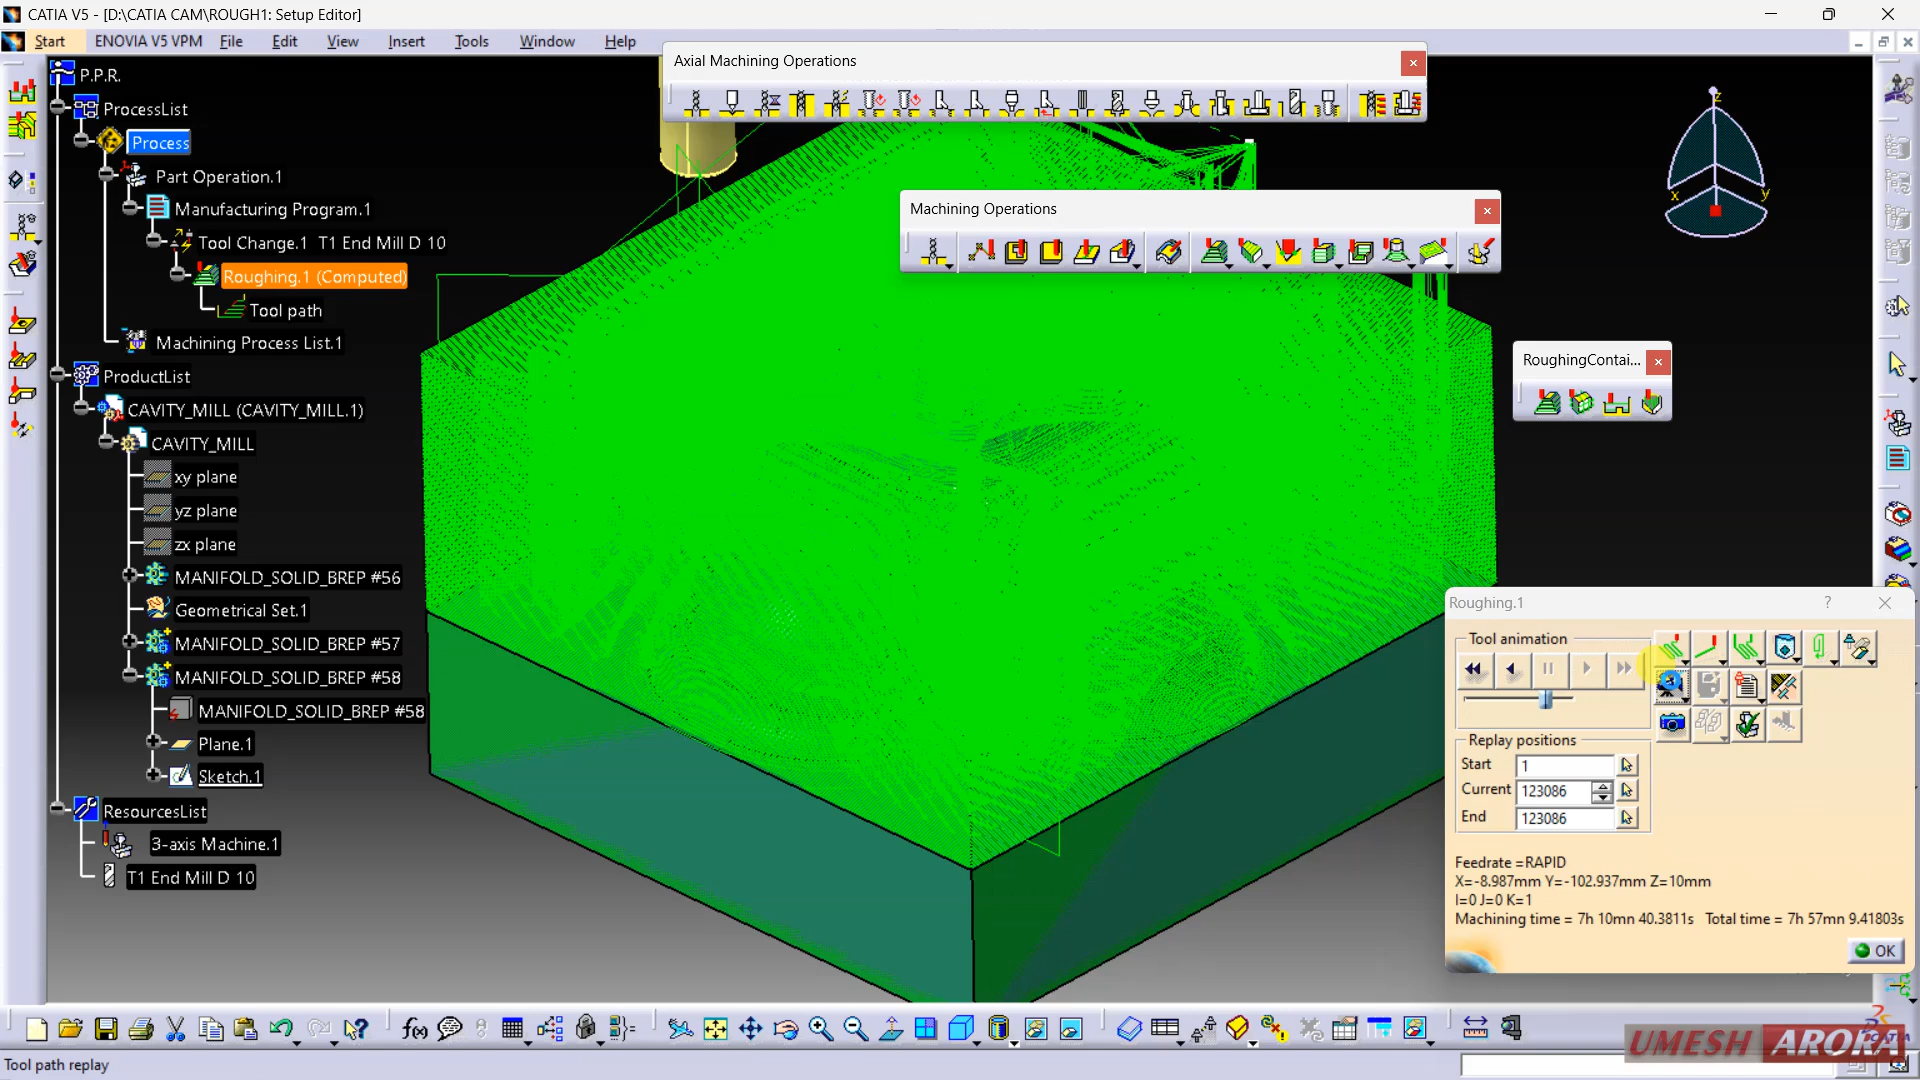 CATIA V5 - [D:\CATIA CAM\ROUGH1: Setup Editor]
Start ENOVIA V5 VPM File Edit View Insert Tools Window Help
Axial Machining Operations
P.P.R.
ProcessList
Process
Part Operation.1
Manufacturing Program.1
Tool Change.1 T1 End Mill D 10
Roughing.1 (Computed)
Tool path
Machining Process List.1
ProductList
CAVITY_MILL (CAVITY_MILL.1)
CAVITY_MILL
xy plane
yz plane
zx plane
MANIFOLD_SOLID_BREP #56
Geometrical Set.1
MANIFOLD_SOLID_BREP #57
MANIFOLD_SOLID_BREP #58
MANIFOLD_SOLID_BREP #58
Plane.1
Sketch.1
ResourcesList
3-axis Machine.1
T1 End Mill D 10
Machining Operations
z
x y
RoughingContai...
Roughing.1
Tool animation
Replay positions
Start 1
Current 123086
End 123086
Feedrate =RAPID
X=-8.987mm Y=-102.937mm Z=10mm
I=0 J=0 K=1
Machining time = 7h 10mn 40.3811s Total time = 7h 57mn 9.41803s
OK
f(x)
UMESH ARORA
Tool path replay